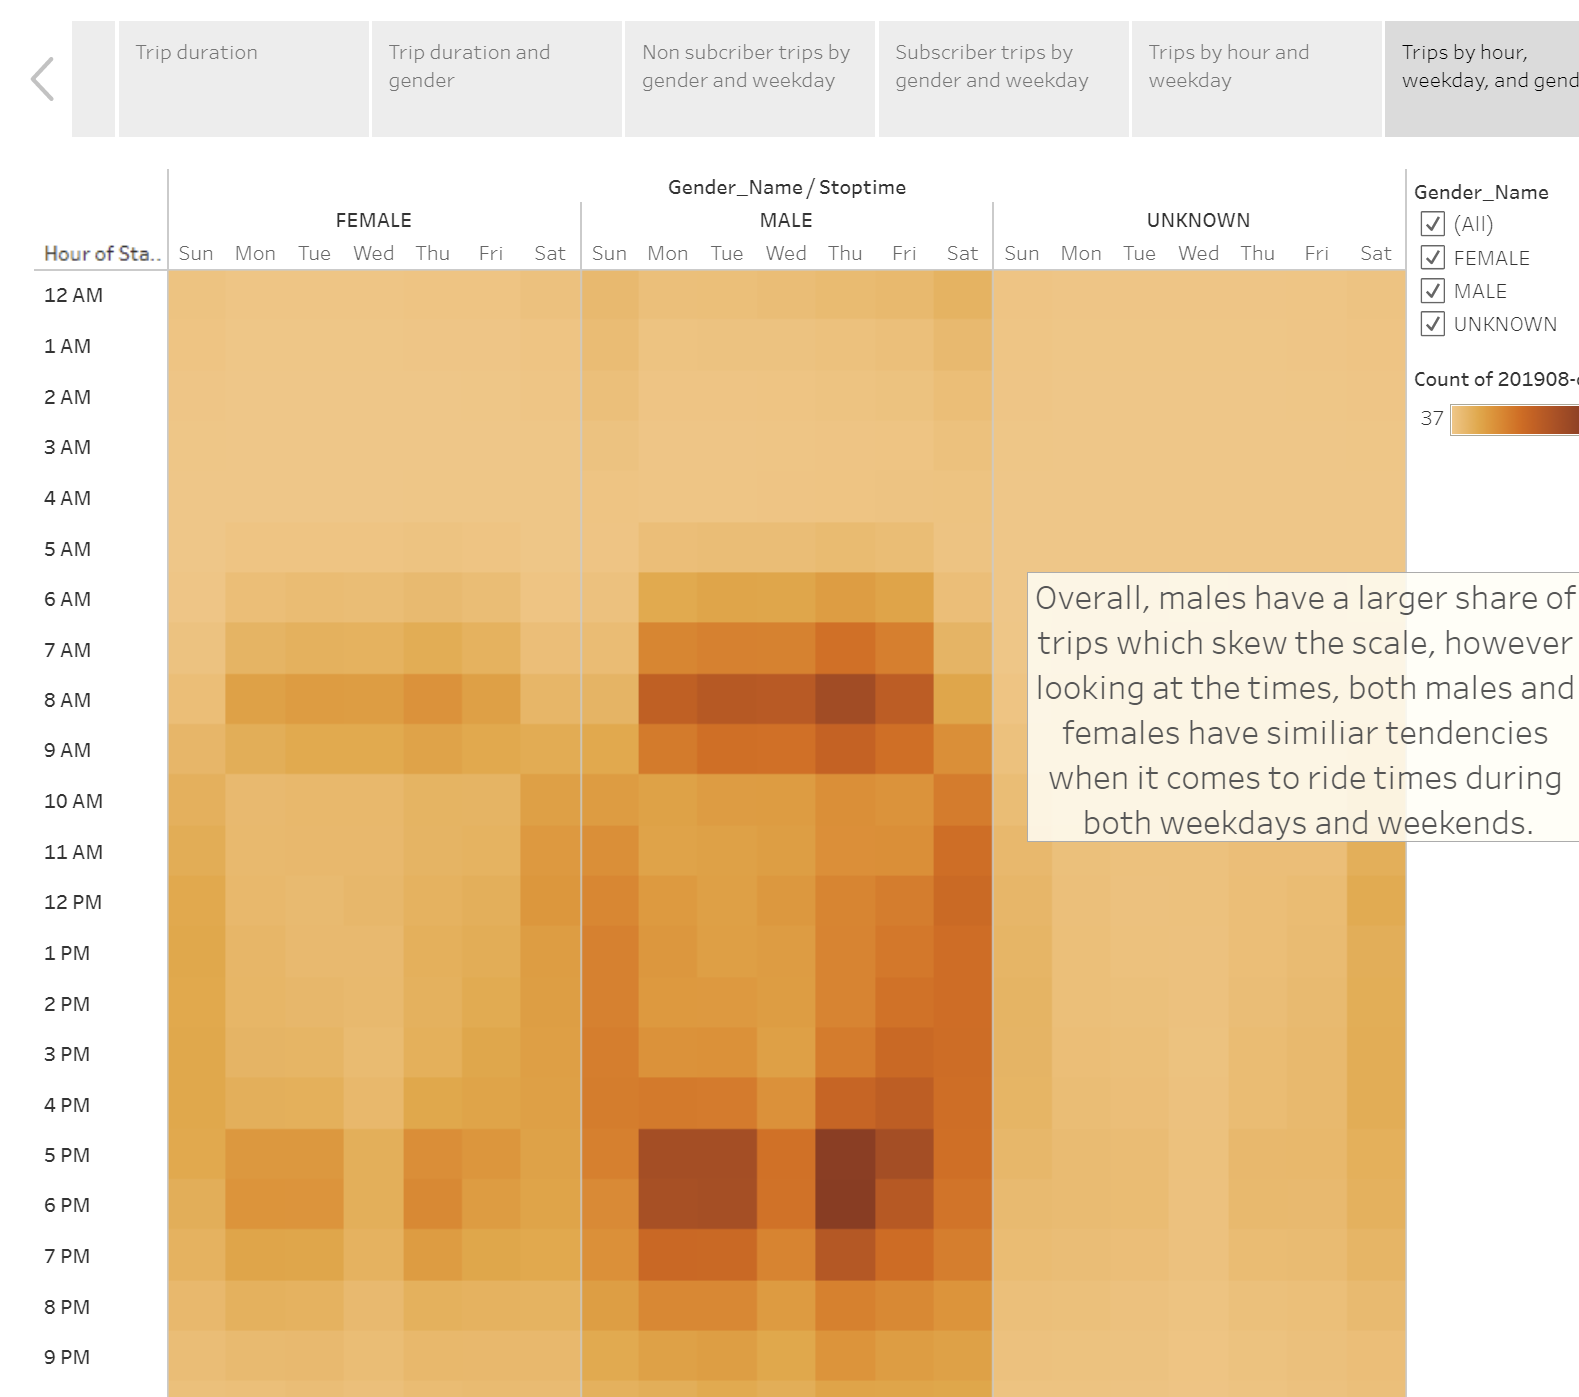 Trip duration
Trip duration and
gender
Non subcriber trips by
gender and weekday
Subscriber trips by
gender and weekday
Trips by hour and
weekday
Trips by hour,
weekday, and gend
Gender_Name / Stoptime
FEMALE MALE UNKNOWN
Hour of Sta.. Sun Mon Tue Wed Thu Fri Sat Sun Mon Tue Wed Thu Fri Sat Sun Mon Tue Wed Thu Fri Sat
12 AM
1 AM
2 AM
3 AM
4 AM
5 AM
6 AM
7 AM
8 AM
9 AM
10 AM
11 AM
12 PM
1 PM
2 PM
3 PM
4 PM
5 PM
6 PM
7 PM
8 PM
9 PM
Gender_Name
(All)
FEMALE
MALE
UNKNOWN
Count of 201908-
37
Overall, males have a larger share of
trips which skew the scale, however
looking at the times, both males and
females have similiar tendencies
when it comes to ride times during
both weekdays and weekends.